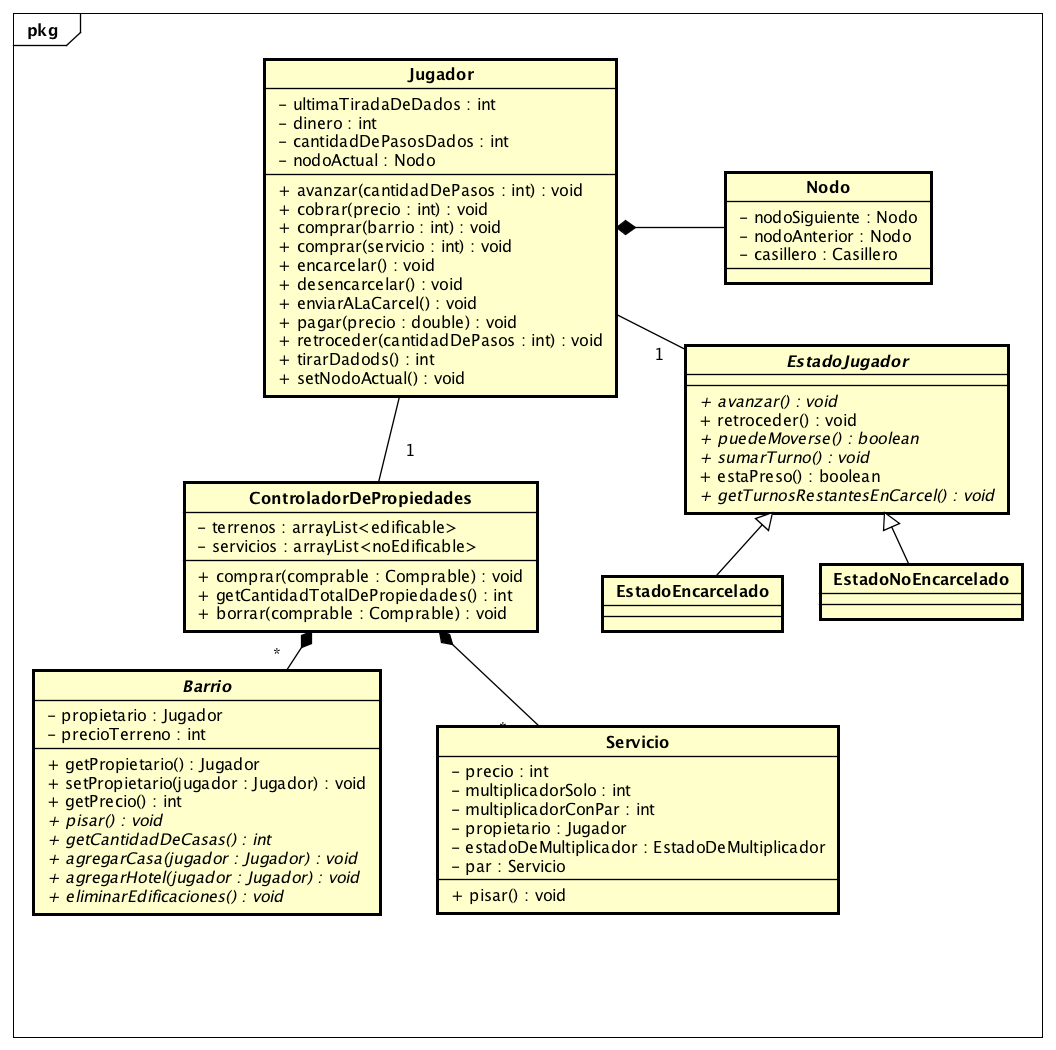 pkg
Jugador
- ultimaTiradaDeDados : int
- dinero : int
- cantidadDePasosDados : int
- nodoActual : Nodo
+ avanzar(cantidadDePasos : int) : void
+ cobrar(precio : int) : void
+ comprar(barrio : int) : void
+ comprar(servicio : int) : void
+ encarcelar() : void
+ desencarcelar() : void
+ enviarALaCarcel() : void
+ pagar(precio : double) : void
+ retroceder(cantidadDePasos : int) : void
+ tirarDadods() : int
+ setNodoActual() : void
Nodo
- nodoSiguiente : Nodo
- nodoAnterior : Nodo
- casillero : Casillero
1
EstadoJugador
+ avanzar() : void
+ retroceder() : void
+ puedeMoverse() : boolean
+ sumarTurno() : void
+ estaPreso() : boolean
+ getTurnosRestantesEnCarcel() : void
1
ControladorDePropiedades
- terrenos : arrayList<edificable>
- servicios : arrayList<noEdificable>
+ comprar(comprable : Comprable) : void
+ getCantidadTotalDePropiedades() : int
+ borrar(comprable : Comprable) : void
EstadoEncarcelado
EstadoNoEncarcelado
*
Barrio
- propietario : Jugador
- precioTerreno : int
+ getPropietario() : Jugador
+ setPropietario(jugador : Jugador) : void
+ getPrecio() : int
+ pisar() : void
+ getCantidadDeCasas() : int
+ agregarCasa(jugador : Jugador) : void
+ agregarHotel(jugador : Jugador) : void
+ eliminarEdificaciones() : void
*
Servicio
- precio : int
- multiplicadorSolo : int
- multiplicadorConPar : int
- propietario : Jugador
- estadoDeMultiplicador : EstadoDeMultiplicador
- par : Servicio
+ pisar() : void